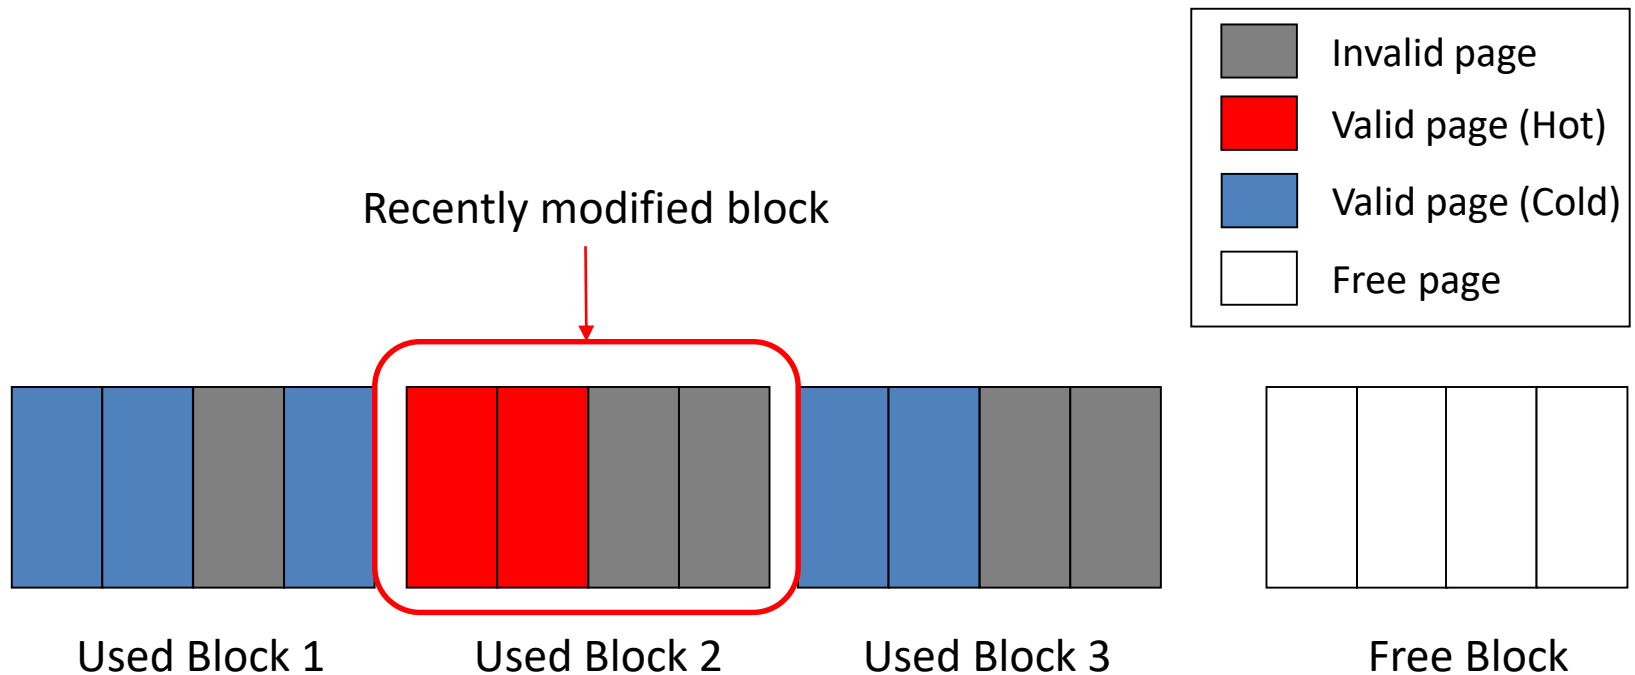 Invalid page
Valid page (Hot)
Valid page (Cold)
Free page
Recently modified block
Used Block 1
Used Block 2
Used Block 3
Free Block